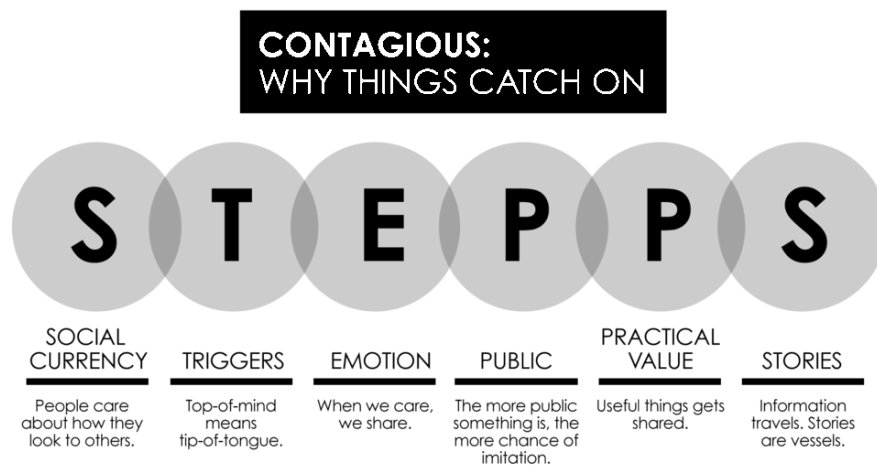 CONTAGIOUS:
WHY THINGS CATCH ON
S T E P P S
SOCIAL
CURRENCY
People care
about how they
look to others.
TRIGGERS
Top-of-mind
means
tip-of-tongue.
EMOTION
When we care,
we share.
PUBLIC
The more public
something is, the
more chance of
imitation.
PRACTICAL
VALUE
Useful things gets
shared.
STORIES
Information
travels. Stories
are vessels.